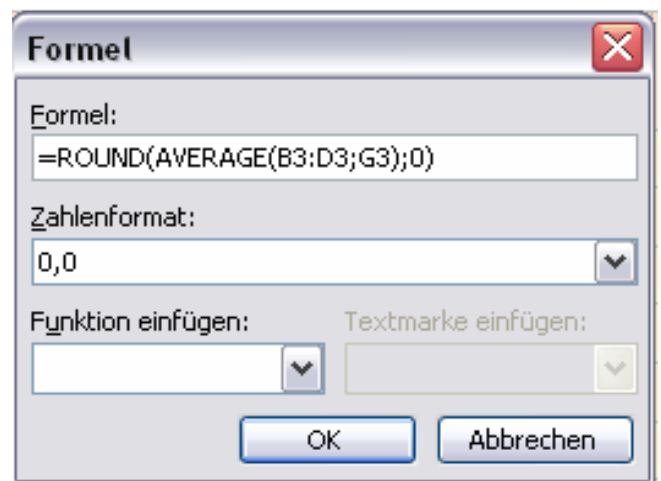 Formel
Formel:
=ROUND(AVERAGE(B3:D3;G3);0)
Zahlenformat:
0,0
Funktion einfügen: Textmarke einfügen:
OK Abbrechen